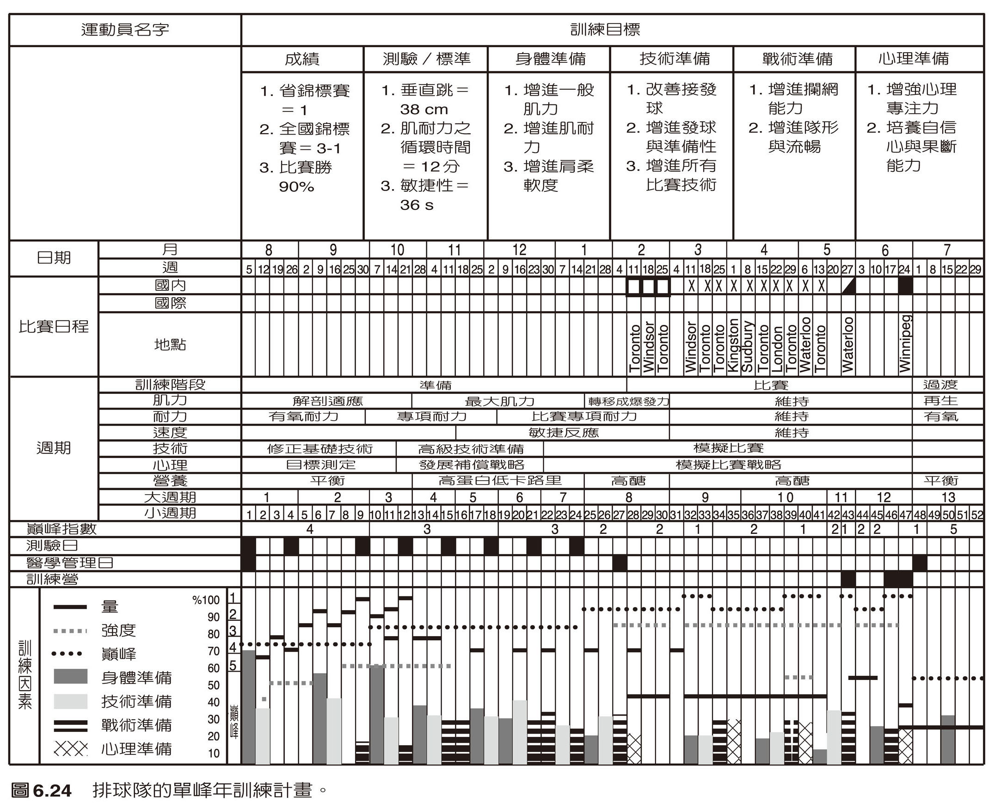 運動員名字 訓練目標
成績 測驗／標準 身體準備 技術準備 戰術準備 心理準備
1. 省錦標賽
＝ 1
2. 全國錦標
賽＝ 3-1
3. 比賽勝
90%
1. 垂直跳＝
38 cm
2. 肌耐力之
循環時間
＝ 12分
3. 敏捷性＝
36 s
1. 增進一般
肌力
2. 增進肌耐
力
3. 增進肩柔
軟度
1. 改善接發
球
2. 增進發球
與準備性
3. 增進所有
比賽技術
1. 增進攔網
能力
2. 增進隊形
與流暢
1. 增強心理
專注力
2. 培養自信
心與果斷
能力
日期
月 8 9 10 11 12 1 2 3 4 5 6 7
週 5 12 19 26 2 9 16 25 30 7 14 21 28 4 11 18 25 2 9 16 23 30 7 14 21 28 4 11 18 25 4 11 18 25 1 8 15 22 29 6 13 20 27 3 10 17 24 1 8 15 22 29
比賽日程
國內 X X X X X X X X X X
國際
地點 Toronto Windsor Toronto Windsor Toronto Toronto Kingston Sudbury Toronto London Toronto Waterloo Toronto Waterloo Winnipeg
週期
訓練階段 準備 比賽 過渡
肌力 解剖適應 最大肌力 轉移成爆發力 維持 再生
耐力 有氧耐力 專項耐力 比賽專項耐力 維持 有氧
速度 敏捷反應 維持
技術 修正基礎技術 高級技術準備 模擬比賽
心理 目標測定 發展補償戰略 模擬比賽戰略
營養 平衡 高蛋白低卡路里 高醣 高醣 平衡
大週期 1 2 3 4 5 6 7 8 9 10 11 12 13
小週期 1 2 3 4 5 6 7 8 9 10 11 12 13 14 15 16 17 18 19 20 21 22 23 24 25 26 27 28 29 30 31 32 33 34 35 36 37 38 39 40 41 42 43 44 45 46 47 48 49 50 51 52
巔峰指數 4 3 3 2 2 1 2 1 2 1 2 2 1 5
測驗日
醫學管理日
訓練營
訓練因素
量
強度
巔峰
身體準備
技術準備
戰術準備
心理準備
%100
90
80
70
60
50
40
30
20
10
1
2
3
4
5
巔峰
圖6.24 排球隊的單峰年訓練計畫。